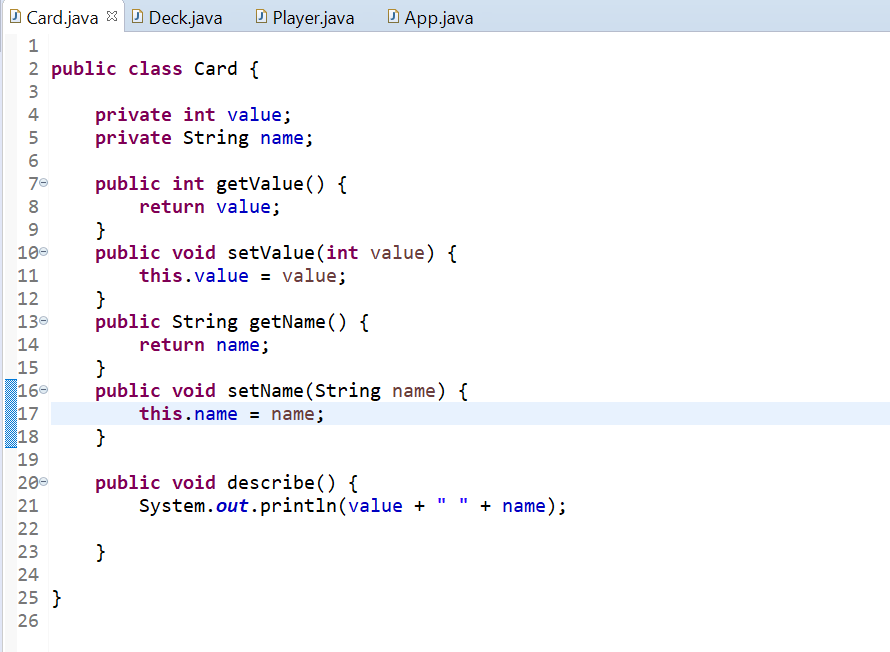 Card.java Deck.java Player.java App.java
1
2 public class Card {
3
4     private int value;
5     private String name;
6
7     public int getValue() {
8         return value;
9     }
10     public void setValue(int value) {
11         this.value = value;
12     }
13     public String getName() {
14         return name;
15     }
16     public void setName(String name) {
17         this.name = name;
18     }
19
20     public void describe() {
21         System.out.println(value + " " + name);
22
23     }
24
25 }
26